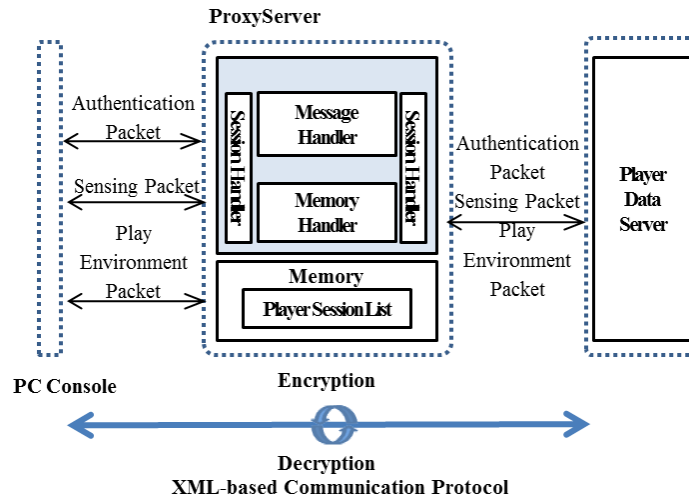 ProxyServer
Authentication
Packet
Sensing Packet
Play
Environment
Packet
PC Console
Session Handler
Message
Handler
Memory
Handler
Session Handler
Memory
Player Session List
Authentication
Packet
Sensing Packet
Play
Environment
Packet
Player
Data
Server
Encryption
Decryption
XML-based Communication Protocol